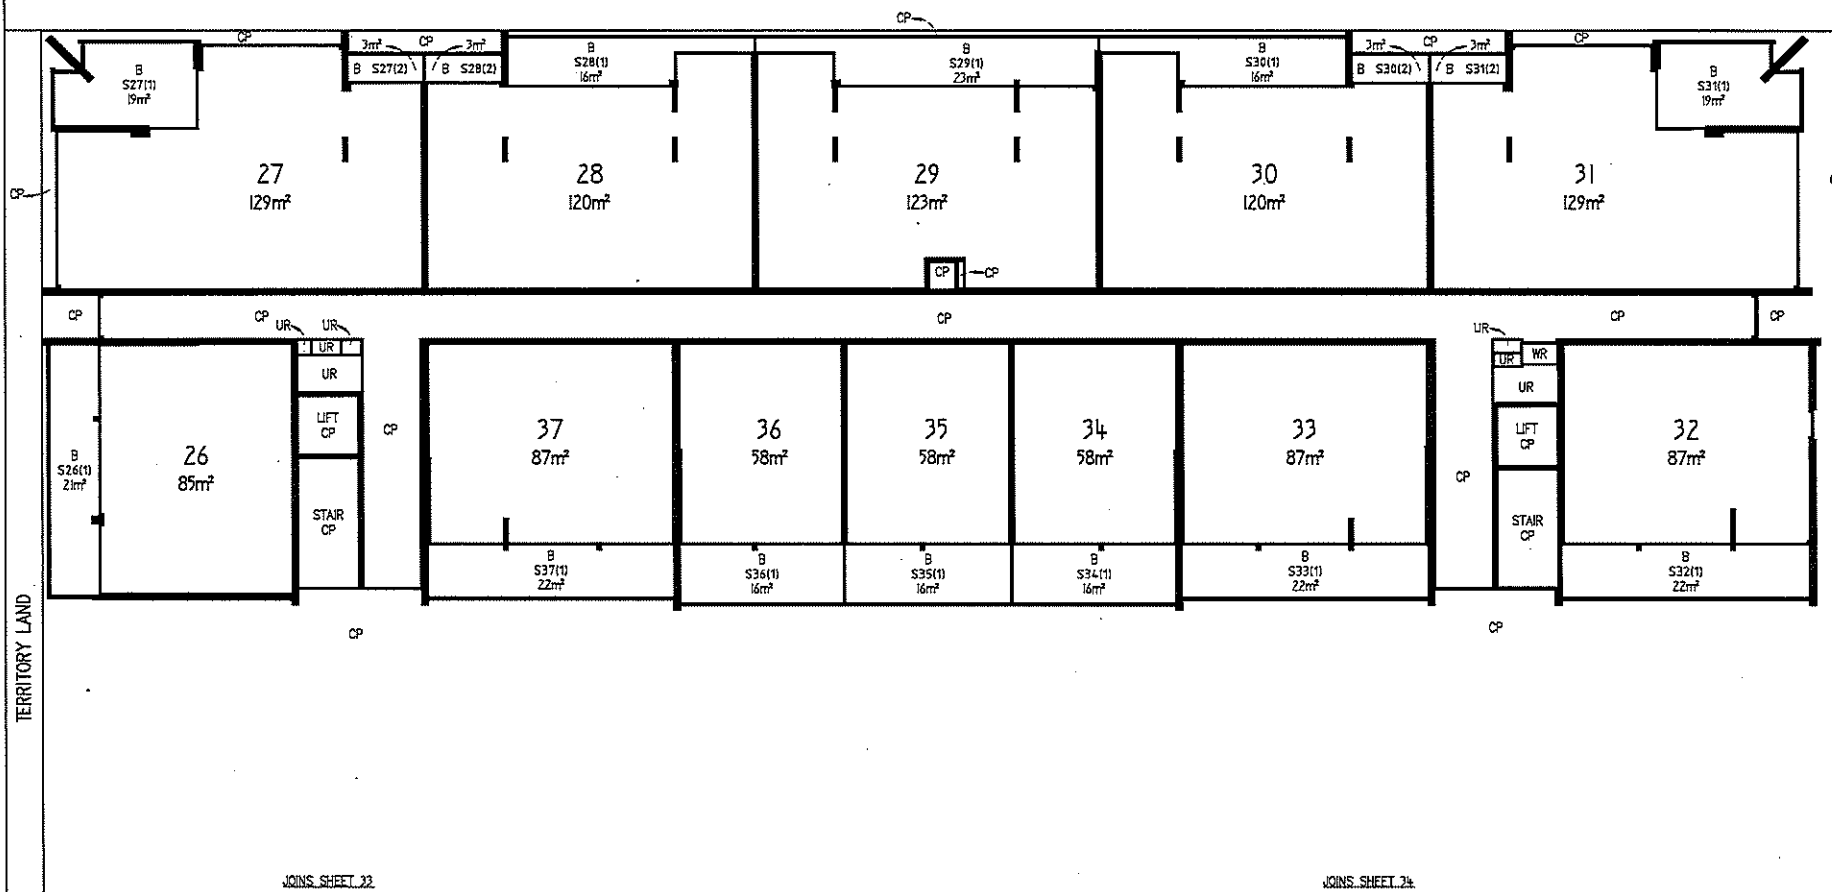 CP
CP
3m²
CP
3m²
B S27(2)
B S28(2)
B
S27(1)
19m²
B
S28(1)
16m²
B
S29(1)
23m²
B
S30(1)
16m²
3m²
CP
3m²
B S30(2)
B S31(2)
CP
B
S31(1)
19m²
CP
27
129m²
28
120m²
29
123m²
30
120m²
31
129m²
CP
CP
CP
CP
CP
CP
CP
UR
UR
UR
UR
LIFT
CP
STAIR
CP
CP
B
S26(1)
21m²
26
85m²
37
87m²
36
58m²
35
58m²
34
58m²
33
87m²
B
S37(1)
22m²
B
S36(1)
16m²
B
S35(1)
16m²
B
S34(1)
16m²
B
S33(1)
22m²
CP
UR
UR
WR
UR
LIFT
CP
STAIR
CP
32
87m²
B
S32(1)
22m²
CP
CP
TERRITORY LAND
JOINS SHEET 33
JOINS SHEET 34